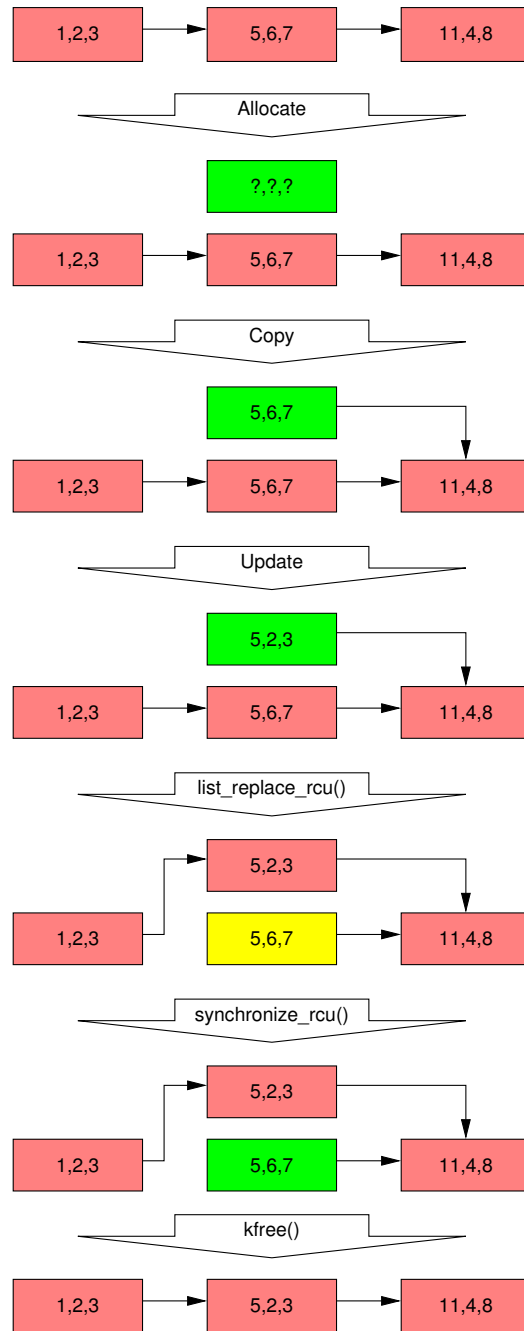 1,2,3 5,6,7 11,4,8
Allocate
?,?,?
1,2,3 5,6,7 11,4,8
Copy
5,6,7
1,2,3 5,6,7 11,4,8
Update
5,2,3
1,2,3 5,6,7 11,4,8
list_replace_rcu()
5,2,3
1,2,3 5,6,7 11,4,8
synchronize_rcu()
5,2,3
1,2,3 5,6,7 11,4,8
kfree()
1,2,3 5,2,3 11,4,8